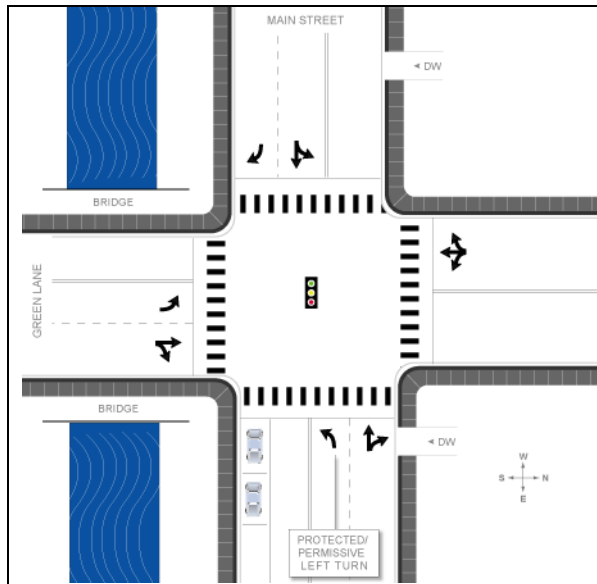 MAIN STREET
◄ DW
BRIDGE
GREEN LANE
BRIDGE
◄ DW
W
S N
E
PROTECTED/
PERMISSIVE
LEFT TURN